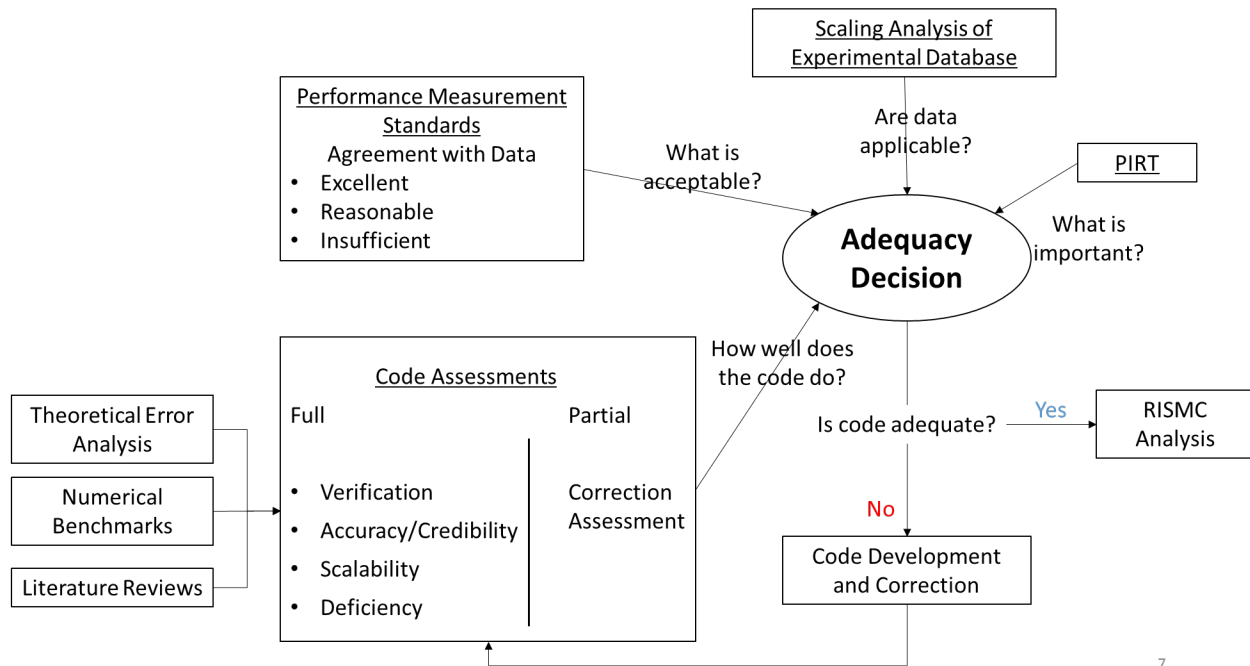 Scaling Analysis of
Experimental Database
Performance Measurement
Standards
Agreement with Data
• Excellent
• Reasonable
• Insufficient
What is
acceptable?
Are data
applicable?
PIRT
What is
important?
Adequacy
Decision
How well does
the code do?
Code Assessments
Full
Partial
• Verification
• Accuracy/Credibility
• Scalability
• Deficiency
Correction
Assessment
Theoretical Error
Analysis
Numerical
Benchmarks
Literature Reviews
Is code adequate?
Yes
RISMC
Analysis
No
Code Development
and Correction
7